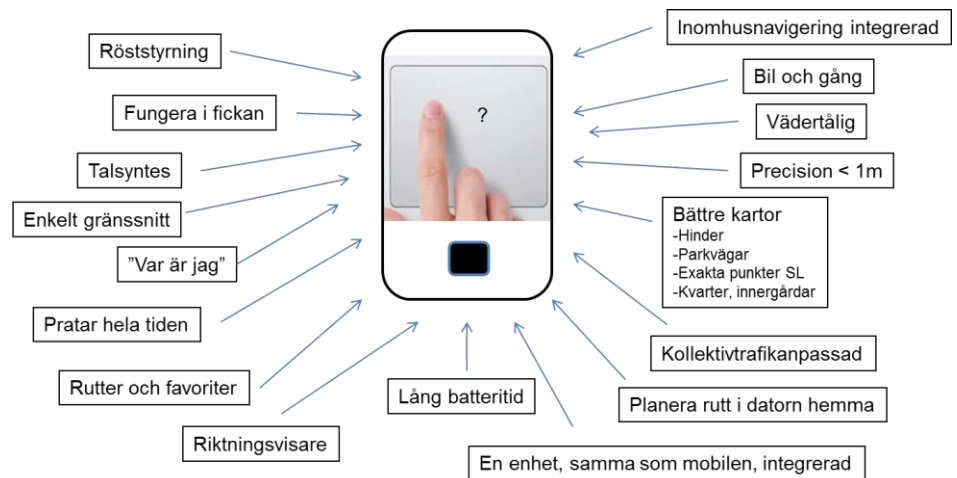 Röststyrning
Fungera i fickan
Talsyntes
Enkelt gränssnitt
”Var är jag”
Pratar hela tiden
Rutter och favoriter
Riktningsvisare
?
Lång batteritid
Inomhusnavigering integrerad
Bil och gång
Vädertålig
Precision < 1m
Bättre kartor
-Hinder
-Parkvägar
-Exakta punkter SL
-Kvarter, innergårdar
Kollektivtrafikanpassad
Planera rutt i datorn hemma
En enhet, samma som mobilen, integrerad